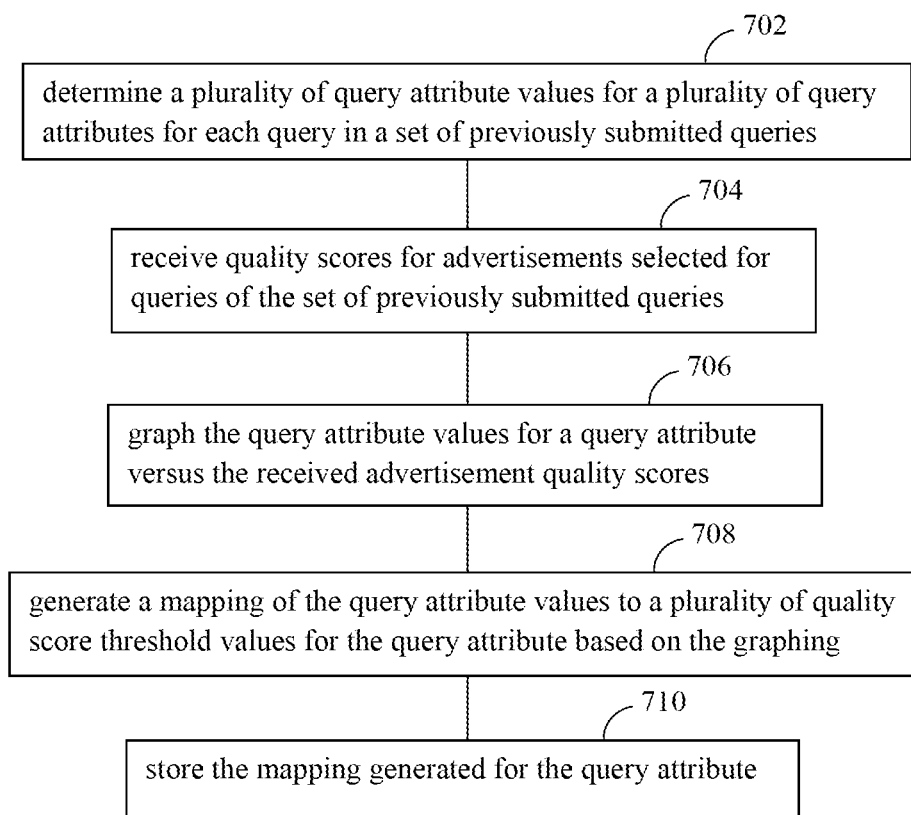 702
determine a plurality of query attribute values for a plurality of query
attributes for each query in a set of previously submitted queries
704
receive quality scores for advertisements selected for
queries of the set of previously submitted queries
706
graph the query attribute values for a query attribute
versus the received advertisement quality scores
708
generate a mapping of the query attribute values to a plurality of quality
score threshold values for the query attribute based on the graphing
710
store the mapping generated for the query attribute